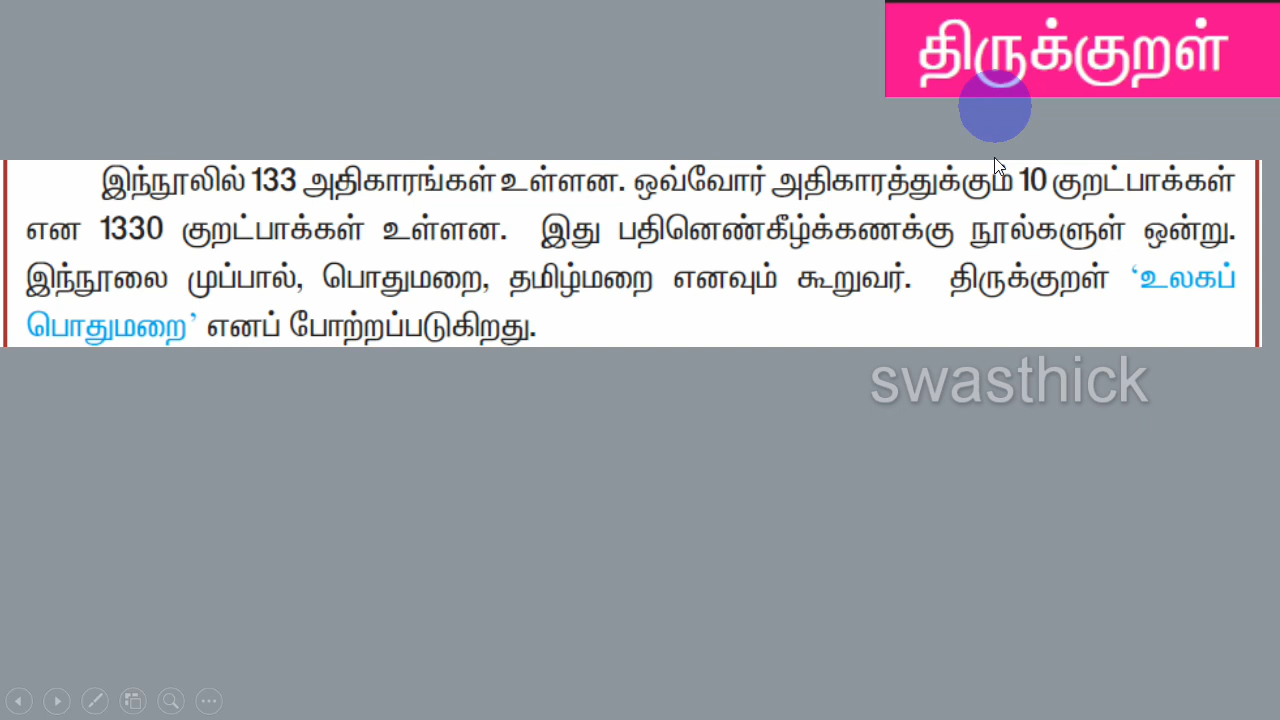 திருக்குறள்
இந்நூலில் 133 அதிகாரங்கள் உள்ளன. ஒவ்வோர் அதிகாரத்துக்கும் 10 குறட்பாக்கள்
என 1330 குறட்பாக்கள் உள்ளன. இது பதினெண்கீழ்க்கணக்கு நூல்களுள் ஒன்று.
இந்நூலை முப்பால், பொதுமறை, தமிழ்மறை எனவும் கூறுவர். திருக்குறள் ‘உலகப்
பொதுமறை’ எனப் போற்றப்படுகிறது.
swasthick